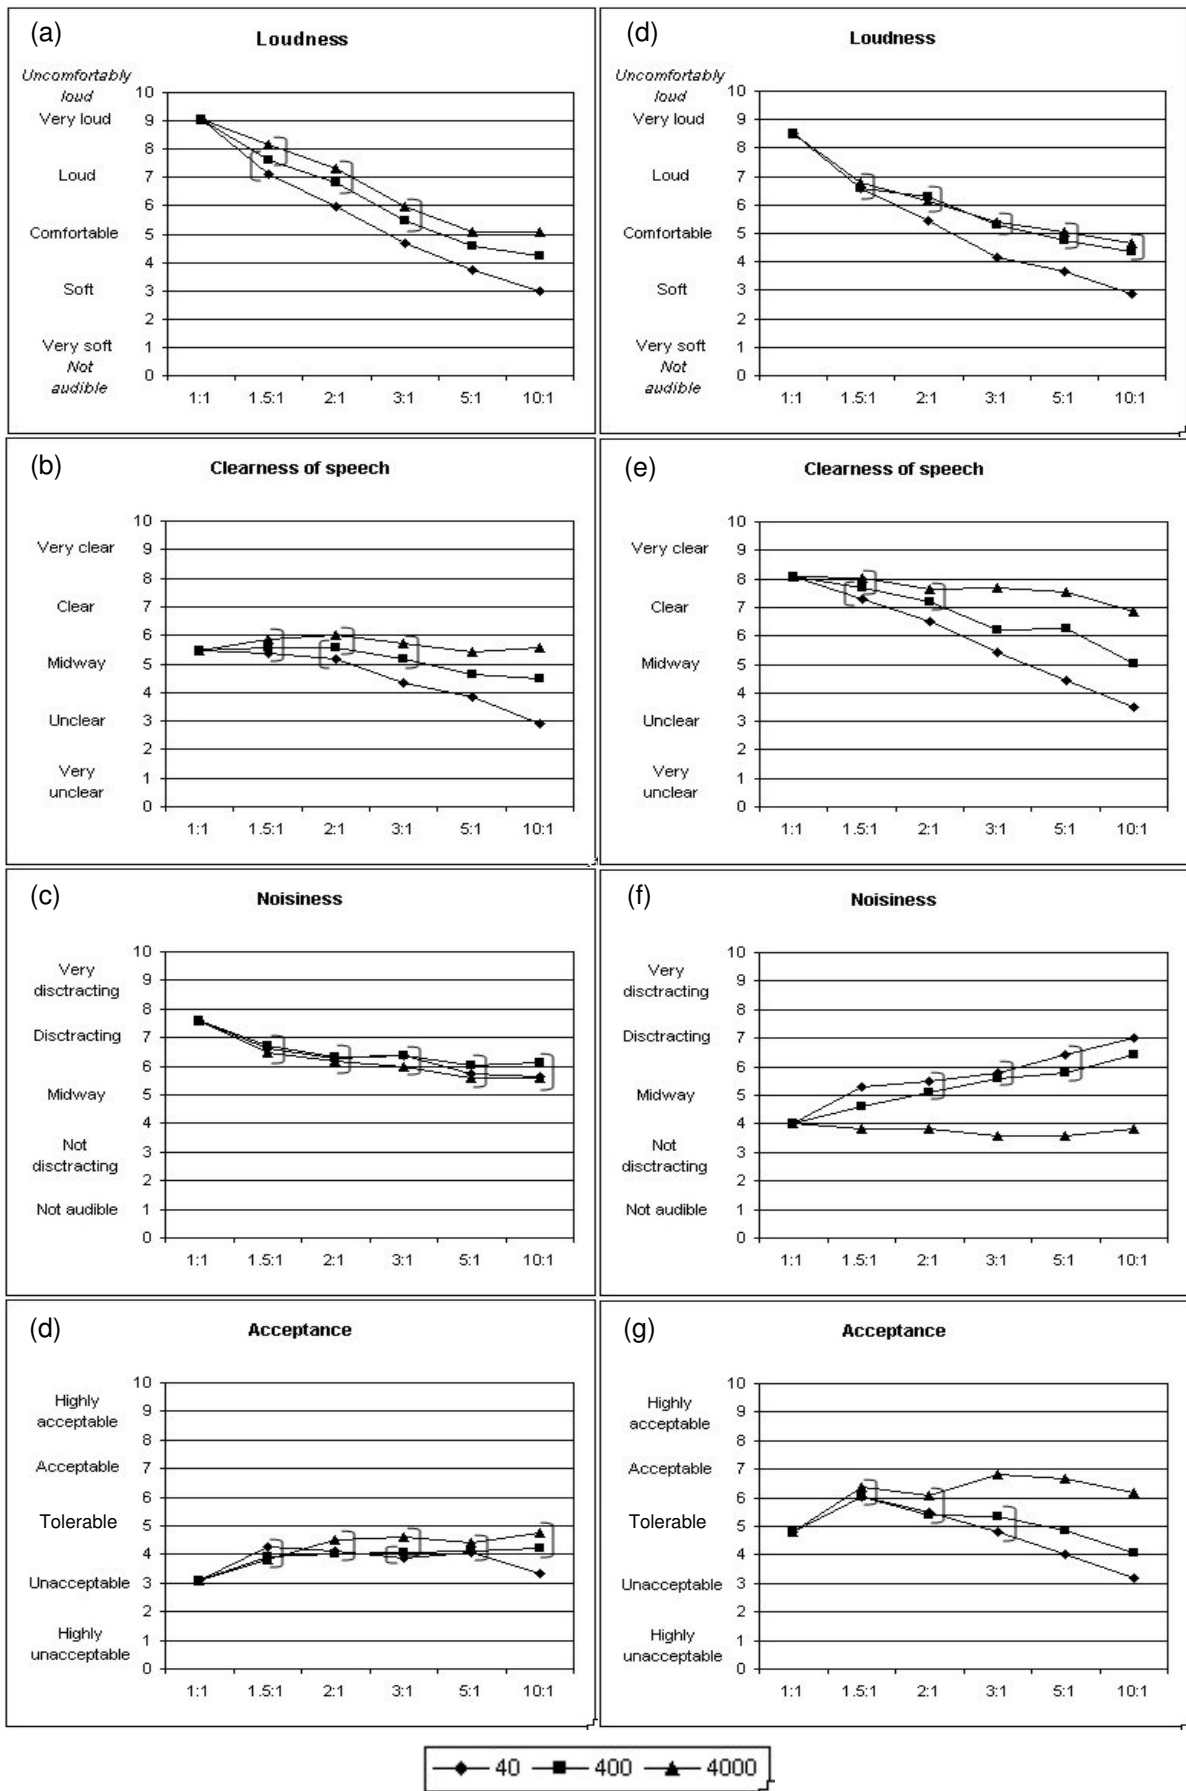 (a)
Loudness
Uncomfortably
loud
Very loud
Loud
Comfortable
Soft
Very soft
Not
audible
10
9
8
7
6
5
4
3
2
1
0
1:1 1.5:1 2:1 3:1 5:1 10:1
(d)
Loudness
Uncomfortably
loud
Very loud
Loud
Comfortable
Soft
Very soft
Not
audible
10
9
8
7
6
5
4
3
2
1
0
1:1 1.5:1 2:1 3:1 5:1 10:1
(b)
Clearness of speech
Very clear
Clear
Midway
Unclear
Very
unclear
10
9
8
7
6
5
4
3
2
1
0
1:1 1.5:1 2:1 3:1 5:1 10:1
(e)
Clearness of speech
Very clear
Clear
Midway
Unclear
Very
unclear
10
9
8
7
6
5
4
3
2
1
0
1:1 1.5:1 2:1 3:1 5:1 10:1
(c)
Noisiness
Very
disctracting
Disctracting
Midway
Not
disctracting
Not audible
10
9
8
7
6
5
4
3
2
1
0
1:1 1.5:1 2:1 3:1 5:1 10:1
(f)
Noisiness
Very
disctracting
Disctracting
Midway
Not
disctracting
Not audible
10
9
8
7
6
5
4
3
2
1
0
1:1 1.5:1 2:1 3:1 5:1 10:1
(d)
Acceptance
Highly
acceptable
Acceptable
Tolerable
Unacceptable
Highly
unacceptable
10
9
8
7
6
5
4
3
2
1
0
1:1 1.5:1 2:1 3:1 5:1 10:1
(g)
Acceptance
Highly
acceptable
Acceptable
Tolerable
Unacceptable
Highly
unacceptable
10
9
8
7
6
5
4
3
2
1
0
1:1 1.5:1 2:1 3:1 5:1 10:1
40 400 4000